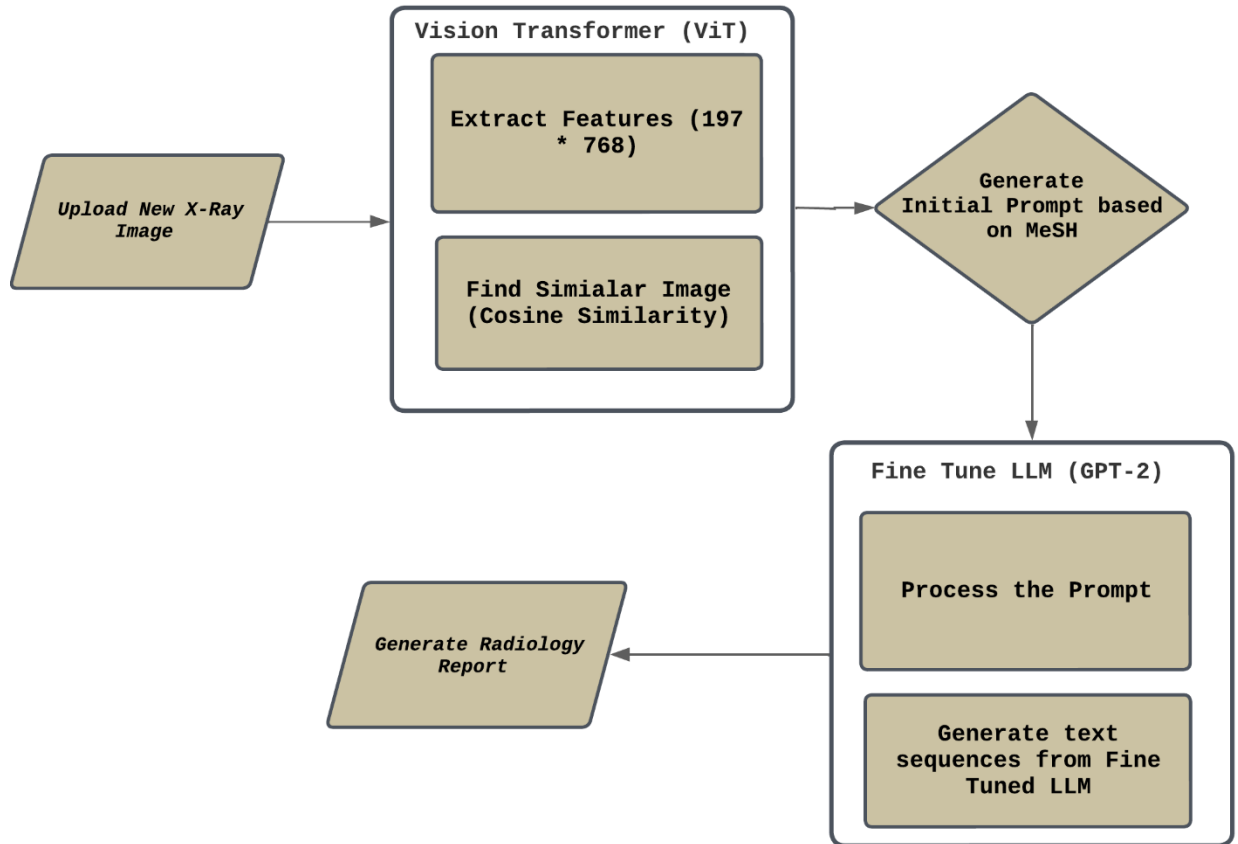 Vision Transformer (ViT)
Extract Features (197
* 768)
Find Simialar Image
(Cosine Similarity)
Upload New X-Ray
Image
Generate
Initial Prompt based
on MeSH
Fine Tune LLM (GPT-2)
Process the Prompt
Generate text
sequences from Fine
Tuned LLM
Generate Radiology
Report